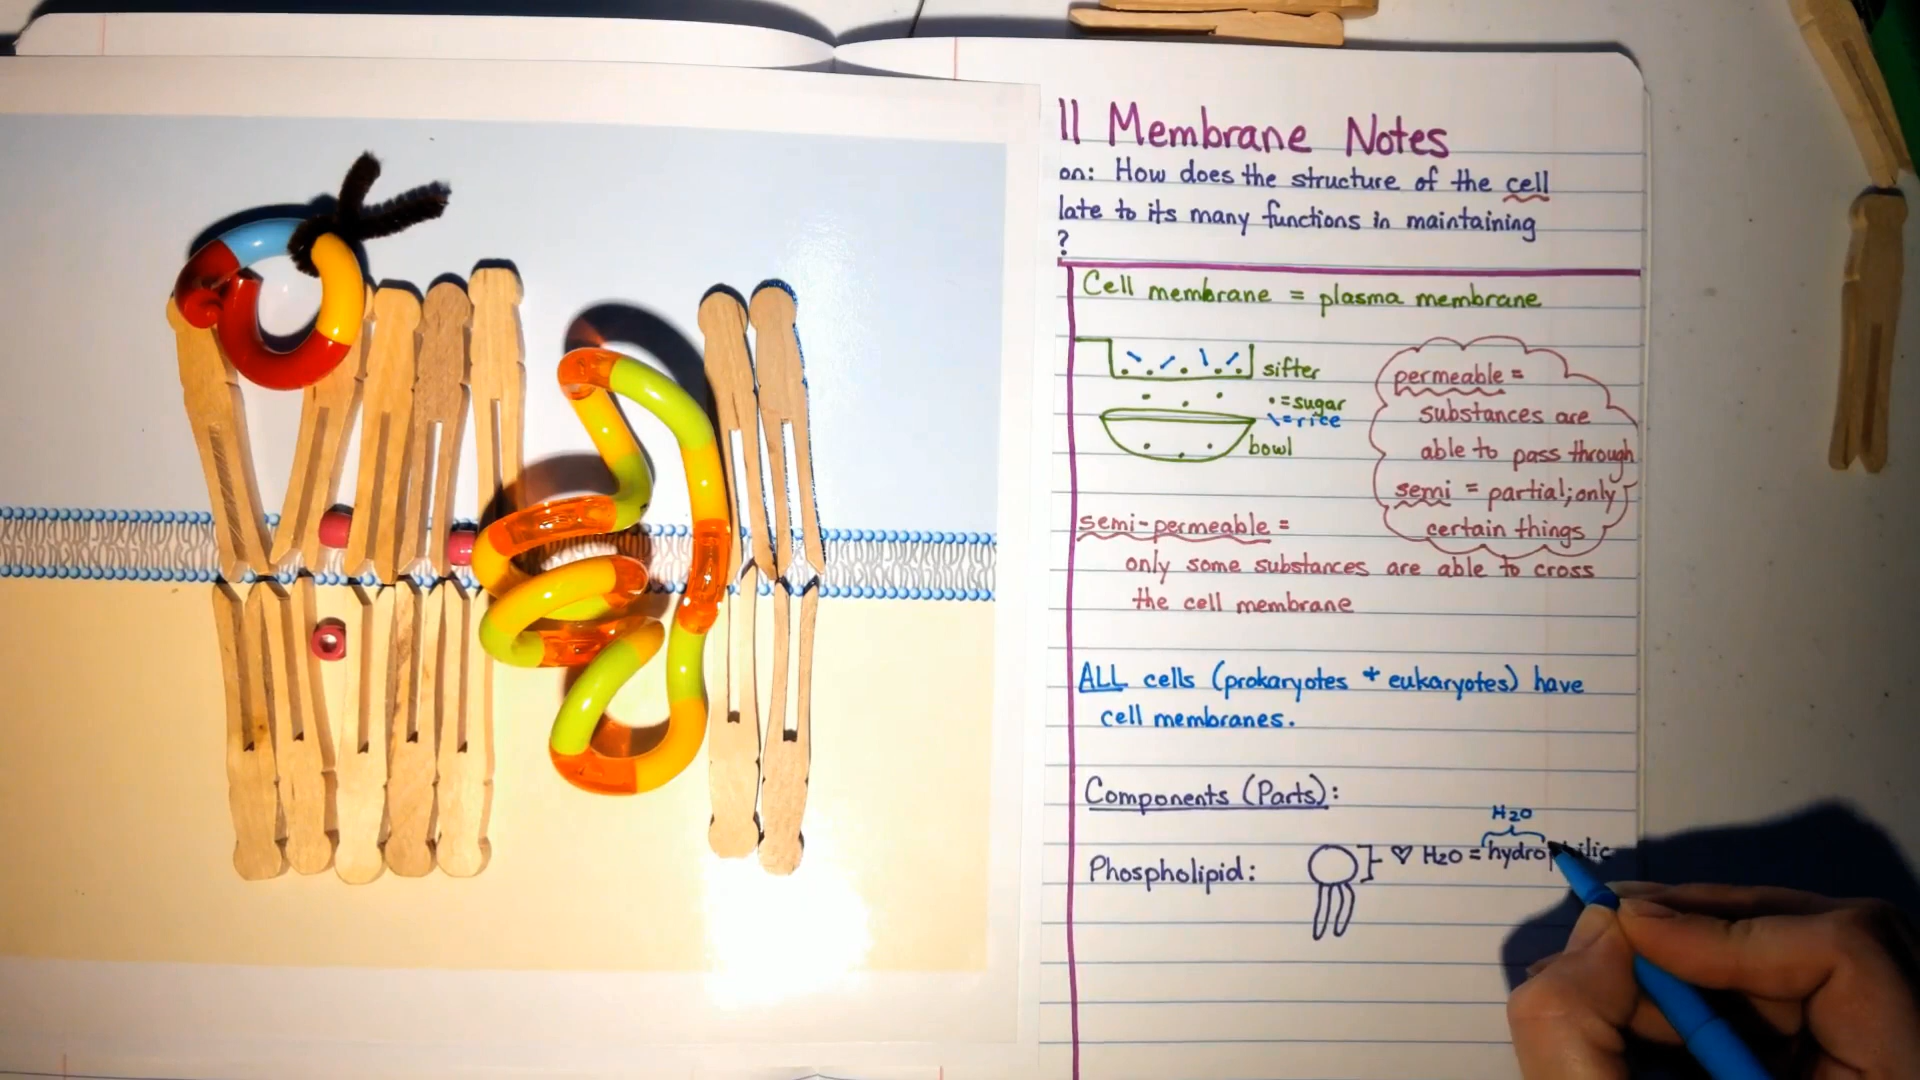 ll Membrane Notes
on: How does the structure of the cell
late to its many functions in maintaining
?
Cell membrane = plasma membrane
sifter
• = sugar
\ = rice
bowl
permeable =
substances are
able to pass through
semi = partial; only
certain things
semi-permeable =
only some substances are able to cross
the cell membrane
ALL cells (prokaryotes + eukaryotes) have
cell membranes.
Components (Parts):
H2O
Phospholipid: ♡ H2O = hydrophilic